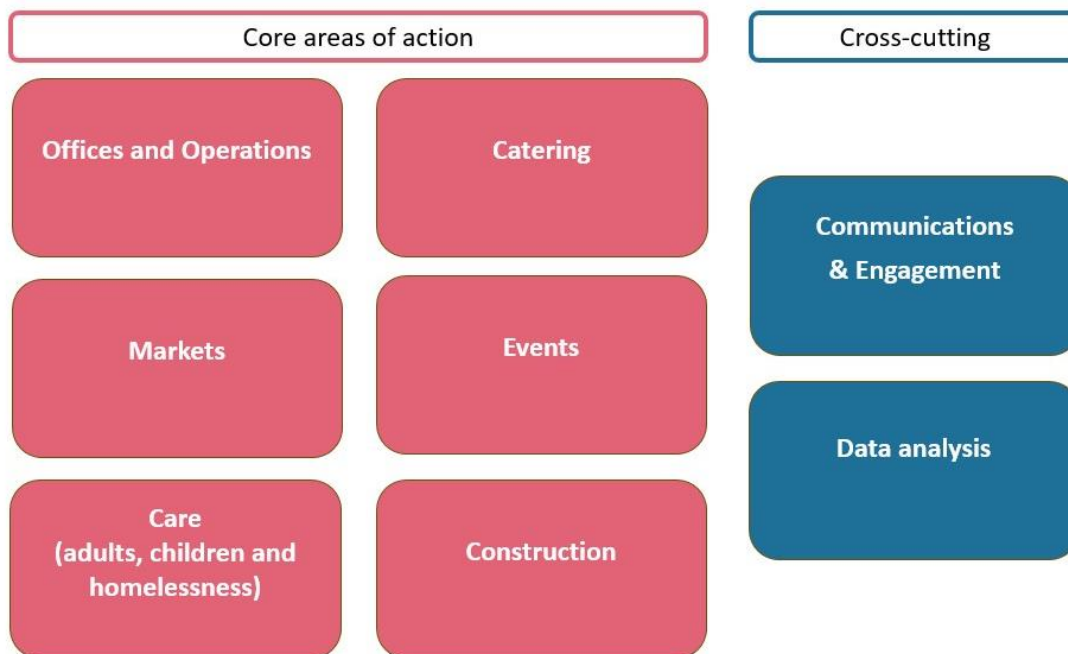 Core areas of action
Cross-cutting
Offices and Operations
Catering
Communications
& Engagement
Markets
Events
Data analysis
Care
(adults, children and
homelessness)
Construction